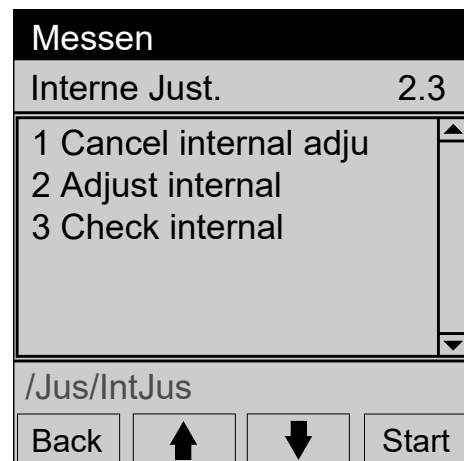 Messen
Interne Just. 2.3
1 Cancel internal adju
2 Adjust internal
3 Check internal
/Jus/IntJus
Back Start